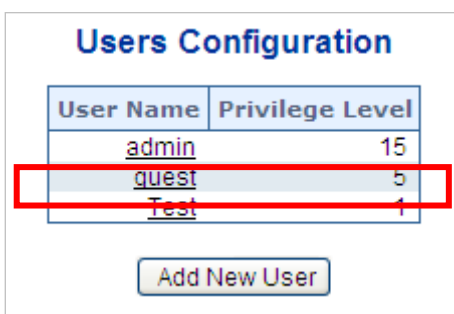 Users Configuration
User Name Privilege Level
admin 15
guest 5
Test 1
Add New User